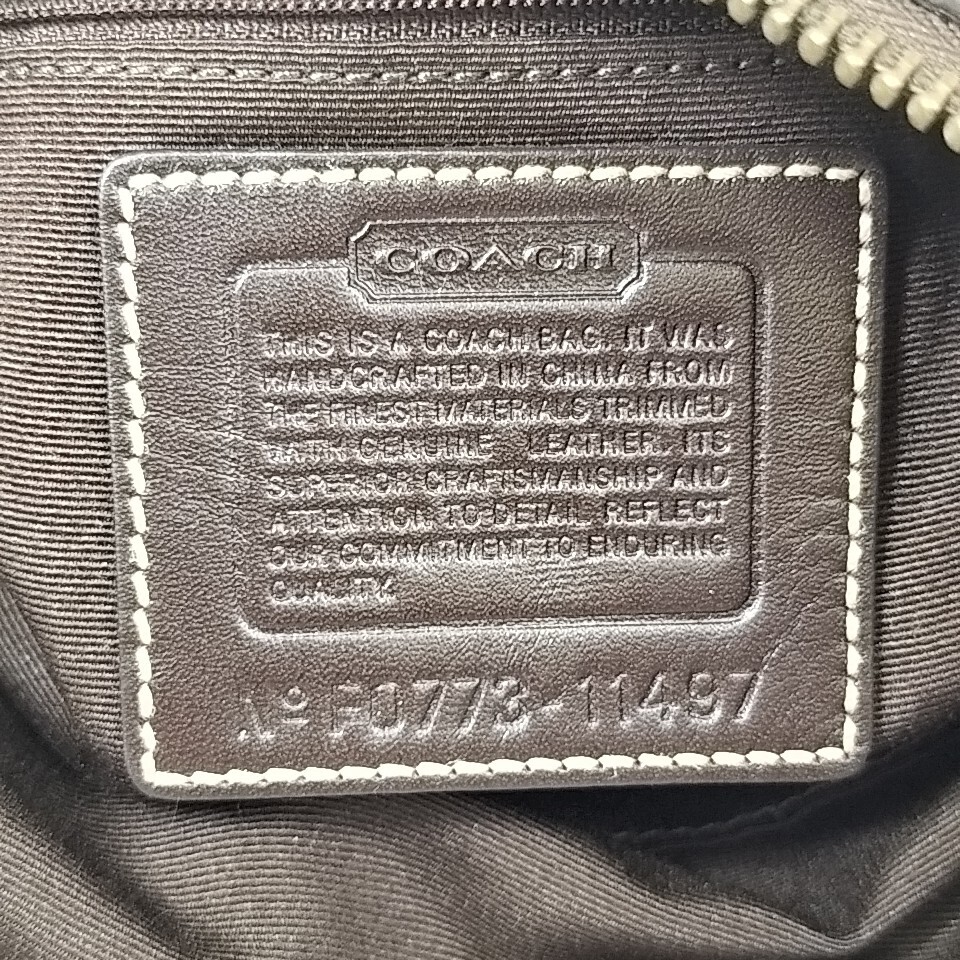 COACH
THIS IS A COACH BAG. IT WAS
HANDCRAFTED IN CHINA FROM
THE FINEST MATERIALS TRIMMED
WITH GENUINE LEATHER. ITS
SUPERIOR CRAFTSMANSHIP AND
ATTENTION TO DETAIL REFLECT
OUR COMMITMENT TO ENDURING
QUALITY.
Nº F0773-11497